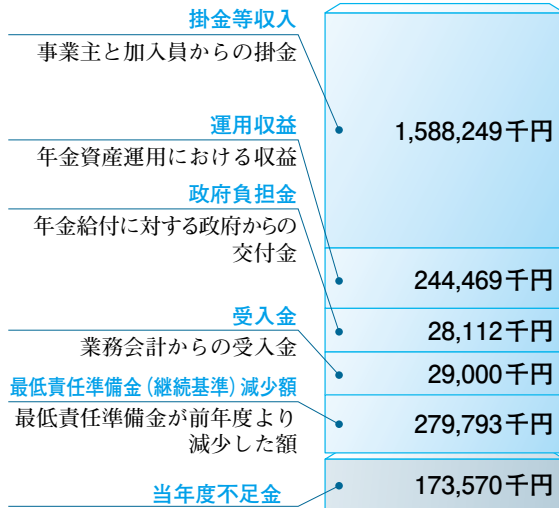 掛金等収入
事業主と加入員からの掛金
1,588,249千円
運用収益
年金資産運用における収益
244,469千円
政府負担金
年金給付に対する政府からの
交付金
28,112千円
受入金
業務会計からの受入金
29,000千円
最低責任準備金(継続基準)減少額
最低責任準備金が前年度より
減少した額
279,793千円
当年度不足金
173,570千円